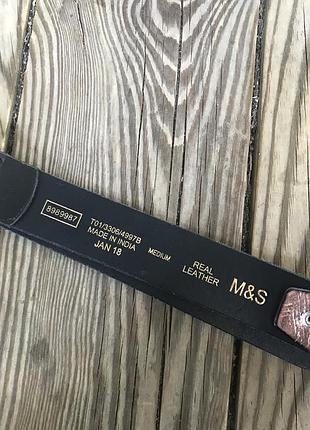 8989987
T01/3306/4997B
MADE IN INDIA
JAN 18
MEDIUM
REAL
LEATHER
M&S